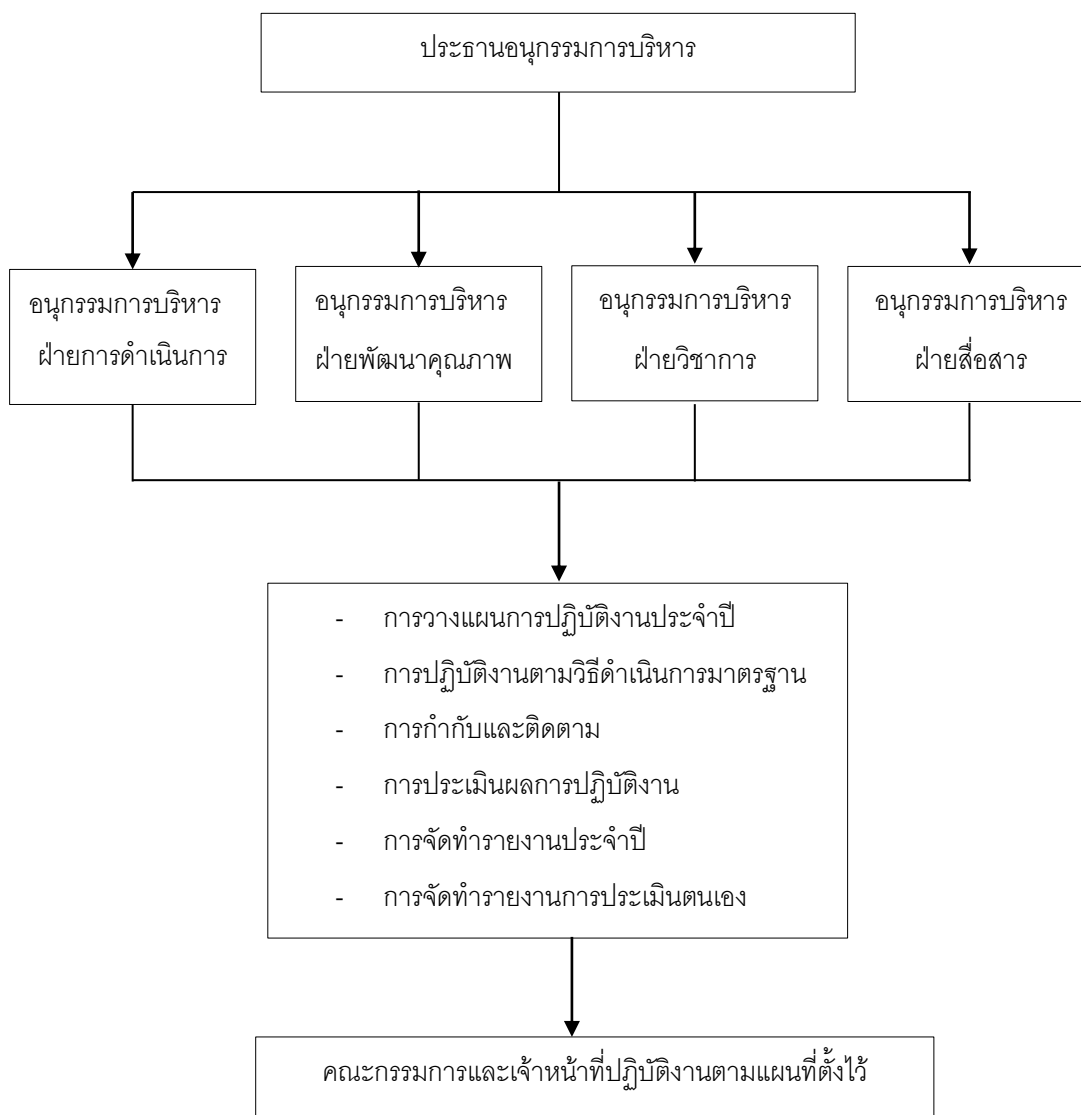 ประธานอนุกรรมการบริหาร
อนุกรรมการบริหาร
ฝ่ายการดำเนินการ
อนุกรรมการบริหาร
ฝ่ายพัฒนาคุณภาพ
อนุกรรมการบริหาร
ฝ่ายวิชาการ
อนุกรรมการบริหาร
ฝ่ายสื่อสาร
- การวางแผนการปฏิบัติงานประจำปี
- การปฏิบัติงานตามวิธีดำเนินการมาตรฐาน
- การกำกับและติดตาม
- การประเมินผลการปฏิบัติงาน
- การจัดทำรายงานประจำปี
- การจัดทำรายงานการประเมินตนเอง
คณะกรรมการและเจ้าหน้าที่ปฏิบัติงานตามแผนที่ตั้งไว้